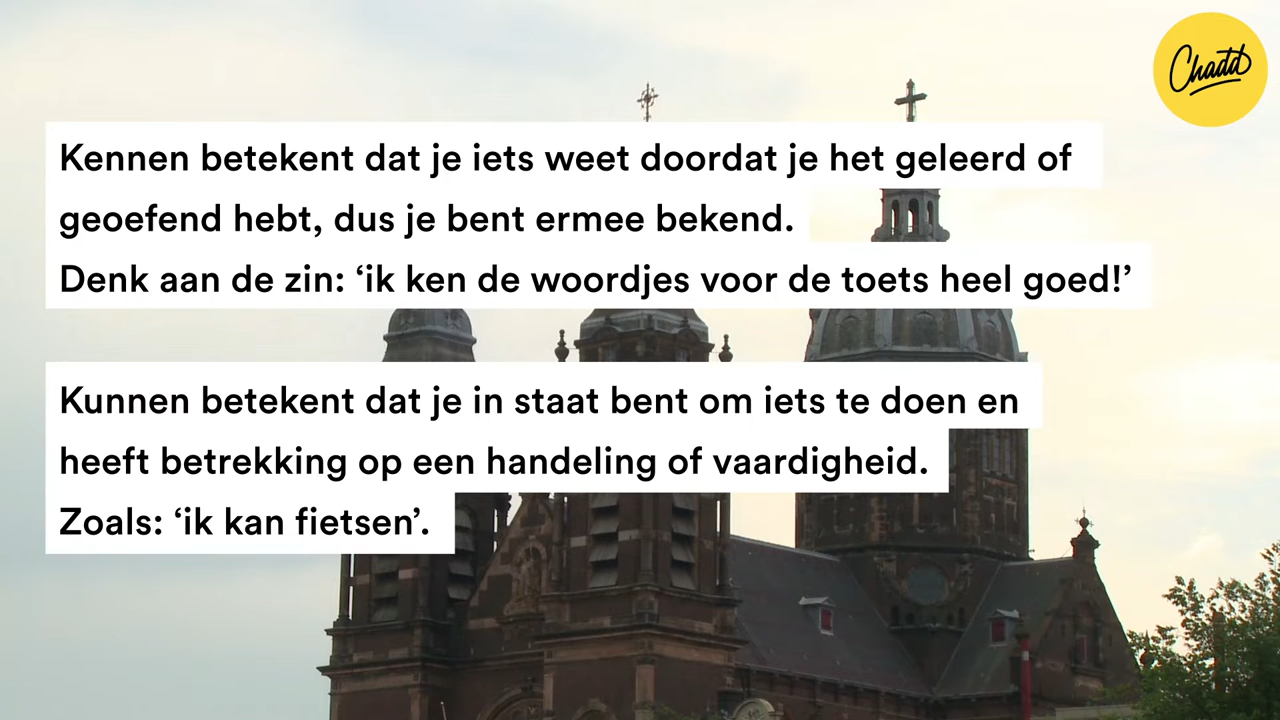 Chadd
Kennen betekent dat je iets weet doordat je het geleerd of
geoefend hebt, dus je bent ermee bekend.
Denk aan de zin: ‘ik ken de woordjes voor de toets heel goed!’
Kunnen betekent dat je in staat bent om iets te doen en
heeft betrekking op een handeling of vaardigheid.
Zoals: ‘ik kan fietsen’.